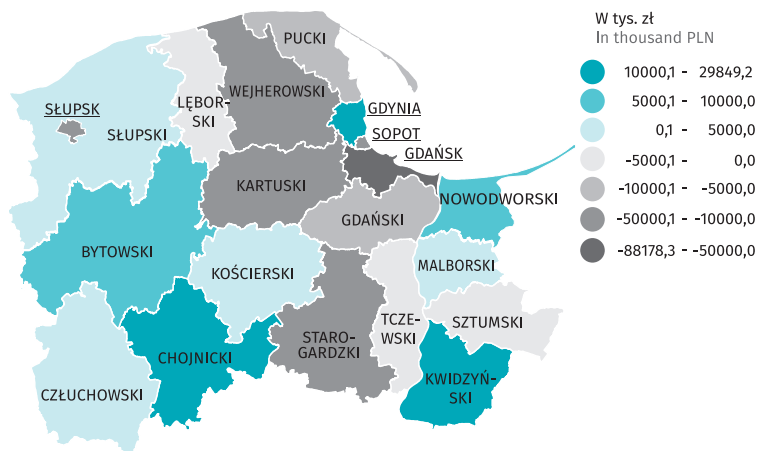 W tys. zł
In thousand PLN
10000,1 - 29849,2
5000,1 - 10000,0
0,1 - 5000,0
-5000,1 - 0,0
-10000,1 - -5000,0
-50000,1 - -10000,0
-88178,3 - -50000,0
PUCKI
WEJHEROWSKI
LĘBOR-
SKI
SŁUPSK
SŁUPSKI
GDYNIA
SOPOT
GDAŃSK
KARTUSKI
NOWODWORSKI
GDAŃSKI
BYTOWSKI
KOŚCIERSKI
MALBORSKI
TCZE-
WSKI
SZTUMSKI
STARO-
GARDZKI
CHOJNICKI
KWIDZYŃ-
SKI
CZŁUCHOWSKI